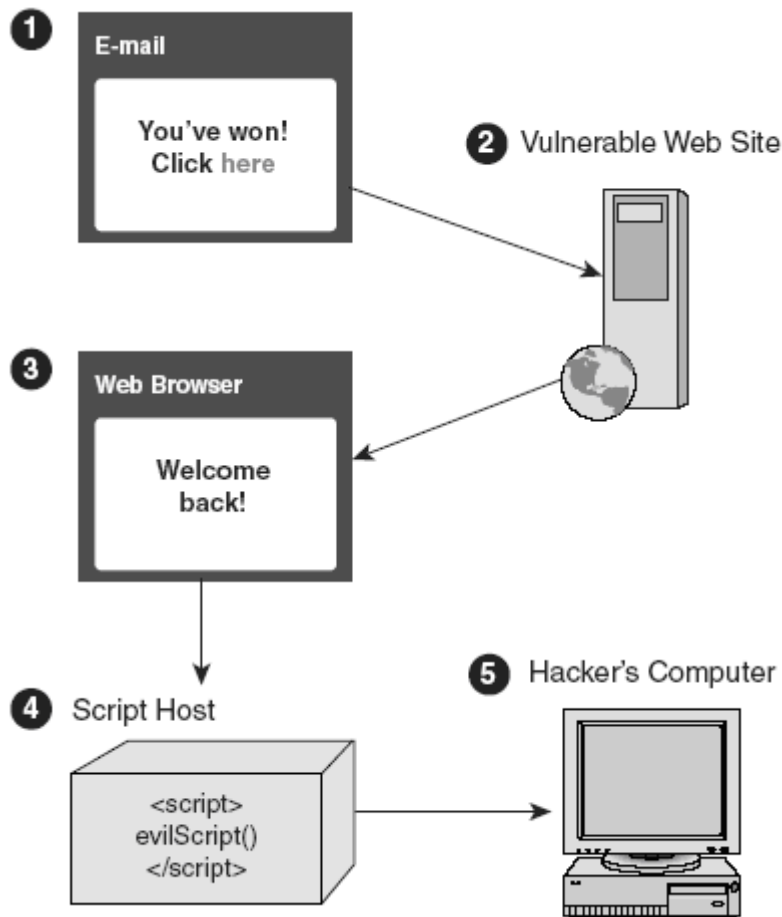 1
E-mail
You've won!
Click here
2 Vulnerable Web Site
3
Web Browser
Welcome
back!
4 Script Host
<script>
evilScript()
</script>
5 Hacker's Computer